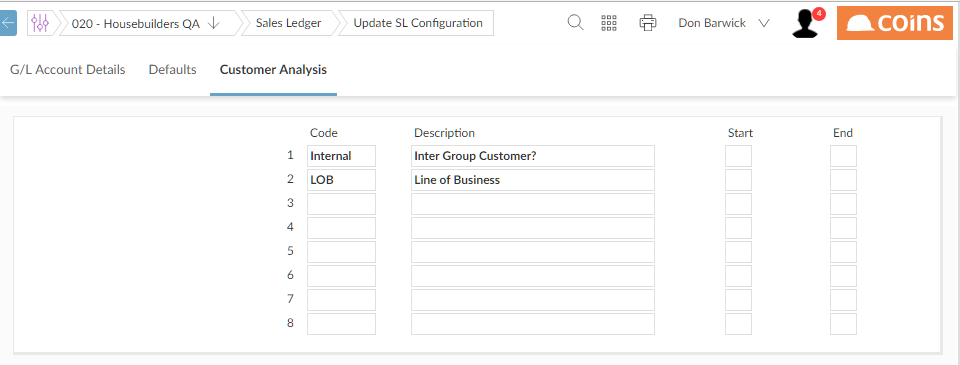 020 - Housebuilders QA Sales Ledger Update SL Configuration Don Barwick 4 coins
G/L Account Details Defaults Customer Analysis
Code Description Start End
1 Internal Inter Group Customer?
2 LOB Line of Business
3
4
5
6
7
8